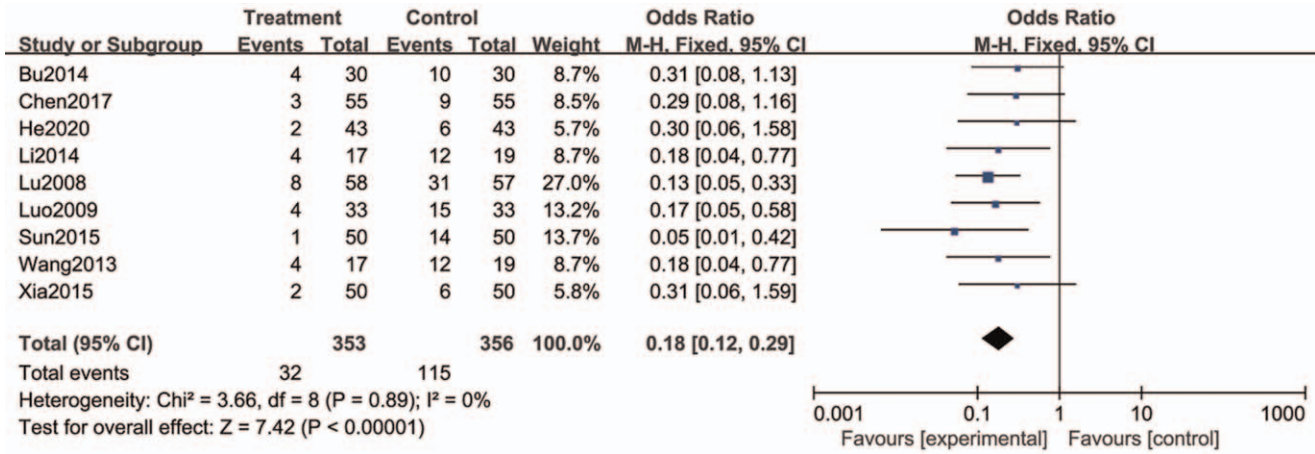 Treatment Control Odds Ratio Odds Ratio
Study or Subgroup Events Total Events Total Weight M-H. Fixed. 95% CI M-H. Fixed. 95% CI
Bu2014 4 30 10 30 8.7% 0.31 [0.08, 1.13]
Chen2017 3 55 9 55 8.5% 0.29 [0.08, 1.16]
He2020 2 43 6 43 5.7% 0.30 [0.06, 1.58]
Li2014 4 17 12 19 8.7% 0.18 [0.04, 0.77]
Lu2008 8 58 31 57 27.0% 0.13 [0.05, 0.33]
Luo2009 4 33 15 33 13.2% 0.17 [0.05, 0.58]
Sun2015 1 50 14 50 13.7% 0.05 [0.01, 0.42]
Wang2013 4 17 12 19 8.7% 0.18 [0.04, 0.77]
Xia2015 2 50 6 50 5.8% 0.31 [0.06, 1.59]
Total (95% CI) 353 356 100.0% 0.18 [0.12, 0.29]
Total events 32 115
Heterogeneity: Chi² = 3.66, df = 8 (P = 0.89); I² = 0%
Test for overall effect: Z = 7.42 (P < 0.00001)
0.001 0.1 1 10 1000
Favours [experimental] Favours [control]